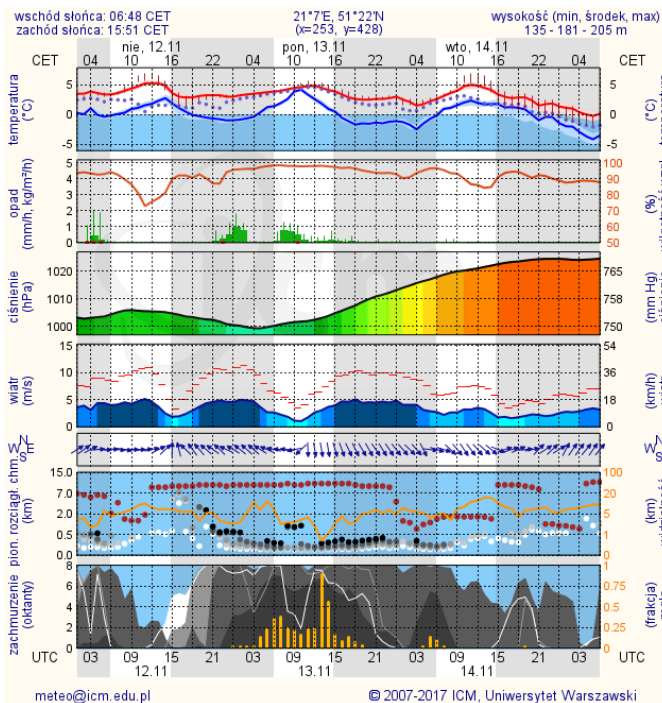 wschód słońca: 06:48 CET 21°7'E, 51°22'N wysokość (min, środek, max)
zachód słońca: 15:51 CET (x=253, y=428) 135 - 181 - 205 m
nie, 12.11 pon, 13.11 wto, 14.11
CET 04 10 16 22 04 10 16 22 04 10 16 22 04 CET
temperatura (°C) 5 0 -5 5 0 -5 (°C)
opad (mm/h, kg/m²/h) 5 4 3 2 1 0 100 90 80 70 60 50 (%)
ciśnienie (hPa) 1020 1010 1000 765 758 750 (mm Hg)
wiatr m/s 15 10 5 0 54 36 18 0 (km/h)
N W E S N W S
pion. rozciągł. chm. (km) 15.0 7.0 2.0 0.5 0.0 100 20 5 1 0 (km)
zachmurzenie (oktanty) 8 6 4 2 0 1 0.75 0.5 0.25 0 (frakcja)
UTC 03 09 15 21 03 09 15 21 03 09 15 21 03 UTC
12.11 13.11 14.11
meteo@icm.edu.pl © 2007-2017 ICM, Uniwersytet Warszawski